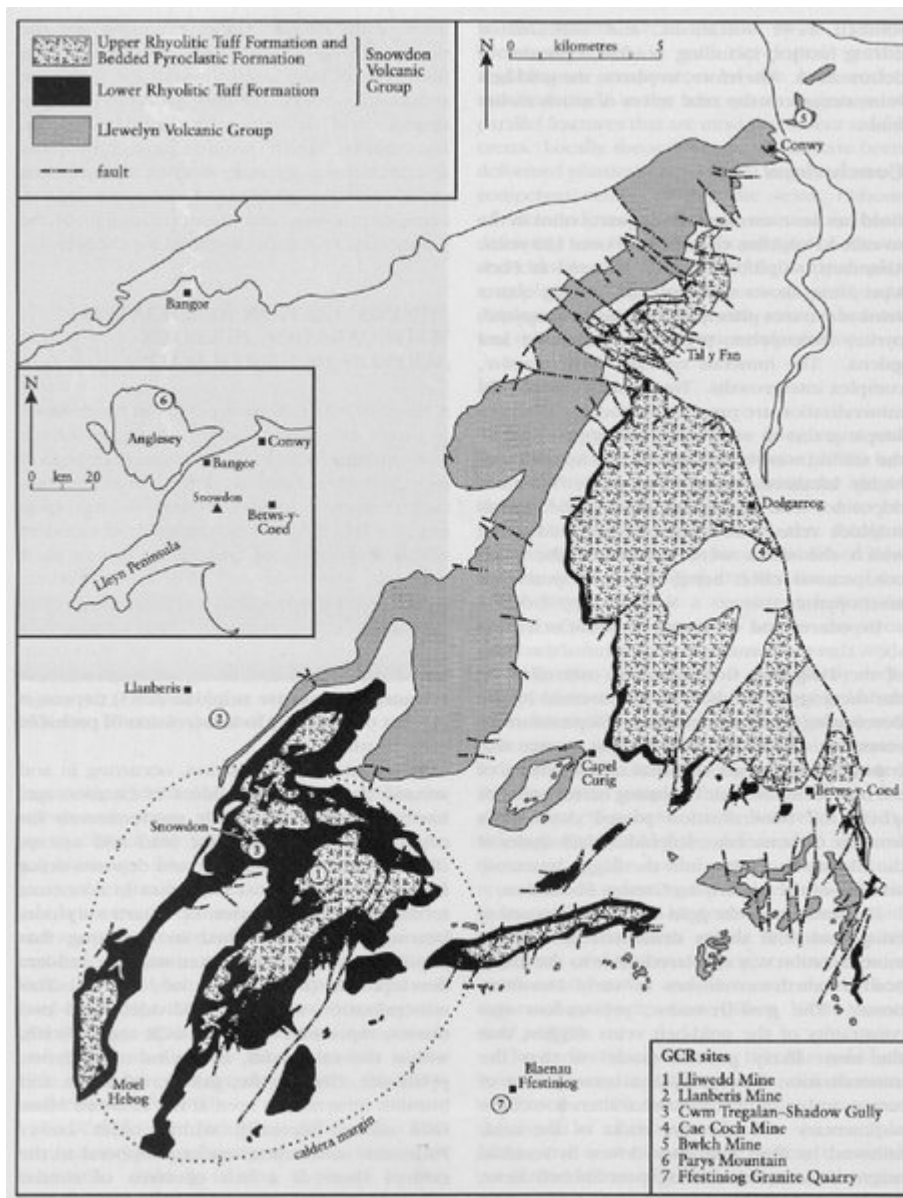 Upper Rhyolitic Tuff Formation and
Bedded Pyroclastic Formation
Lower Rhyolitic Tuff Formation
Snowdon
Volcanic
Group
Llewelyn Volcanic Group
fault
N
0 kilometres 5
5
Conwy
Bangor
Tal y Fan
N
6
Anglesey
Conwy
Bangor
0 km 20
Snowdon
Betws-y-
Coed
Lleyn Peninsula
Dolgarrog
4
Llanberis
2
Capel
Curig
Betws-y-Coed
Snowdon
3
1
Moel
Hebog
caldera margin
Blaenau
Ffestiniog
7
GCR sites
1 Lliwedd Mine
2 Llanberis Mine
3 Cwm Tregalan–Shadow Gully
4 Cae Coch Mine
5 Bwlch Mine
6 Parys Mountain
7 Ffestiniog Granite Quarry